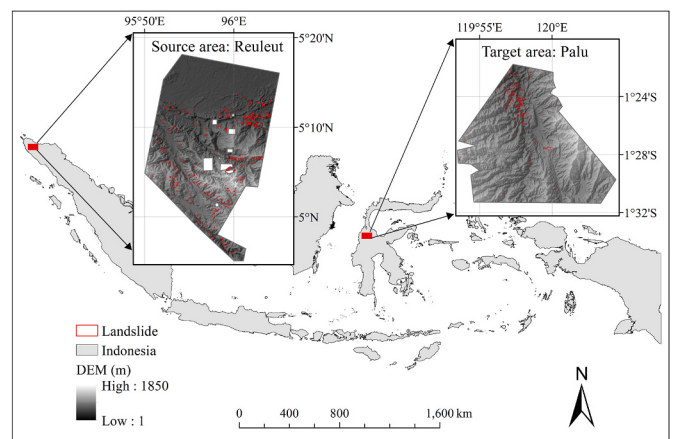 95°50'E 96°E
119°55'E 120°E
5°20'N
Source area: Reuleut
Target area: Palu
1°24'S
5°10'N
1°28'S
5°N
1°32'S
Landslide
Indonesia
DEM (m)
High : 1850
Low : 1
N
0 400 800 1,600 km